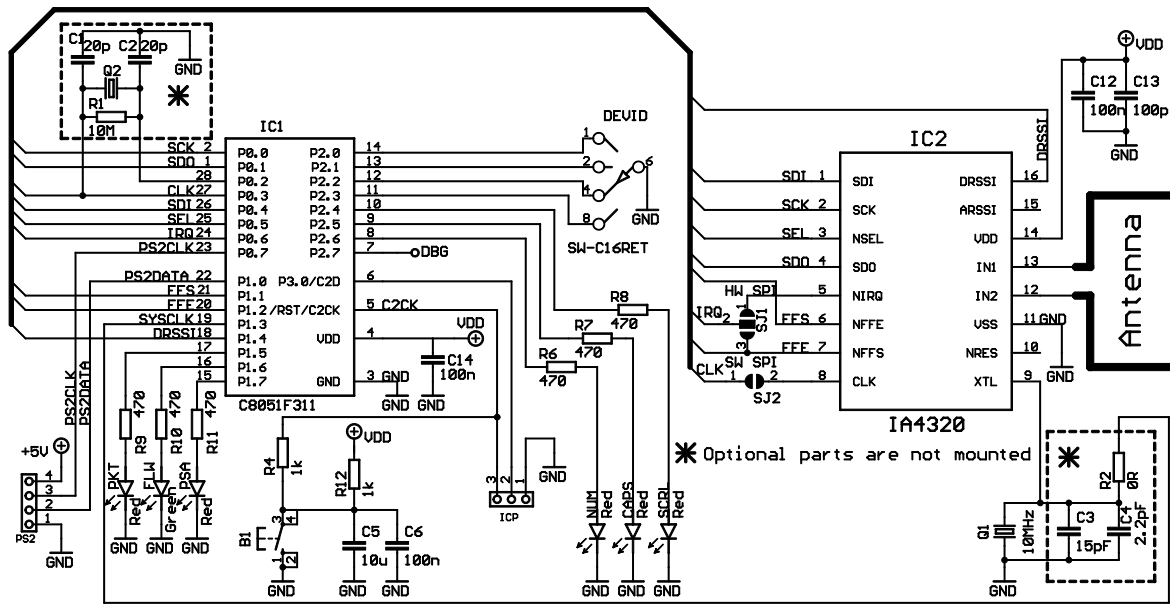 C1
20p
C2
20p
GND
Q2
R1
10M
IC1
SCK 2
SDO 1
28
CLK 27
SDI 26
SEL 25
IRQ 24
PS2CLK 23
PS2DATA 22
FFS 21
FFE 20
SYSCLK 19
DRSSI 18
17
16
15
P0.0
P0.1
P0.2
P0.3
P0.4
P0.5
P0.6
P0.7
P1.0
P1.1
P1.2
P1.3
P1.4
P1.5
P1.6
P1.7
P2.0
P2.1
P2.2
P2.3
P2.4
P2.5
P2.6
P2.7
P3.0/C2D
/RST/C2CK
VDD
GND
C8051F311
14
13
12
11
10
9
8
7
DBG
6
5 C2CK
4
VDD
3 GND
GND
C14
100n
GND
DEVID
1
2
4
8
6
GND
SW-C16RET
R8
470
R7
470
R6
470
PS2CLK
PS2DATA
R9
470
R10
470
R11
470
PKT
Red
FLW
Green
PSA
Red
GND
GND
GND
+5V
4
3
2
1
PS2
GND
R4
1k
VDD
R12
1k
B1
3
4
1
2
GND
C5
10u
GND
C6
100n
GND
3
2
1
ICP
GND
NUM
Red
CAPS
Red
SCRL
Red
GND
GND
GND
IC2
SDI 1
SCK 2
SEL 3
SDO 4
5
FFS 6
FFE 7
8
SDI
SCK
NSEL
SDO
NIRQ
NFFE
NFFS
CLK
DRSSI
ARSSI
VDD
IN1
IN2
VSS
NRES
XTL
16
15
14
13
12
11 GND
10
9
IA4320
DRSSI
HW SPI
1
IRQ 2
SJ1
3
SW SPI
CLK
1
2
SJ2
VDD
C12
100n
C13
100p
GND
Antenna
GND
Optional parts are not mounted
R2
0R
Q1
10MHz
C3
15pF
C4
2.2pF
GND
GND